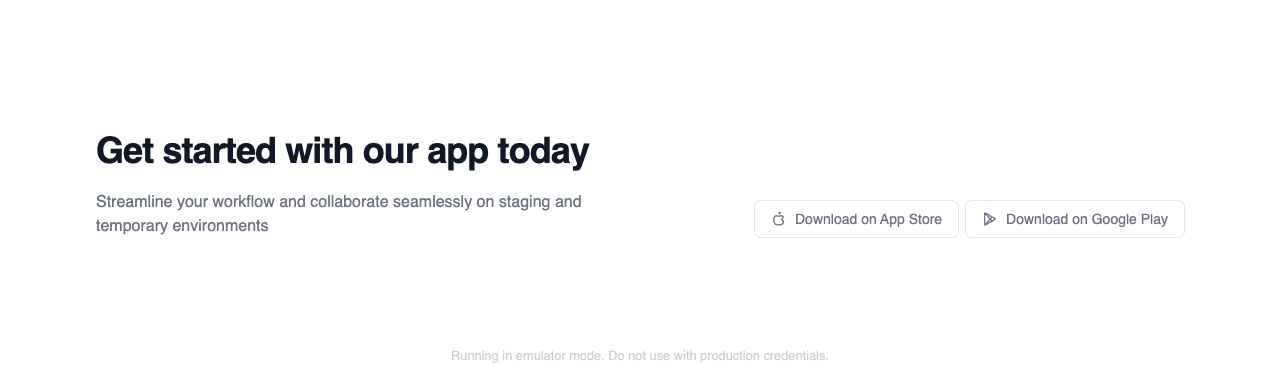 Get started with our app today
Streamline your workflow and collaborate seamlessly on staging and
temporary environments
Download on App Store
Download on Google Play
Running in emulator mode. Do not use with production credentials.